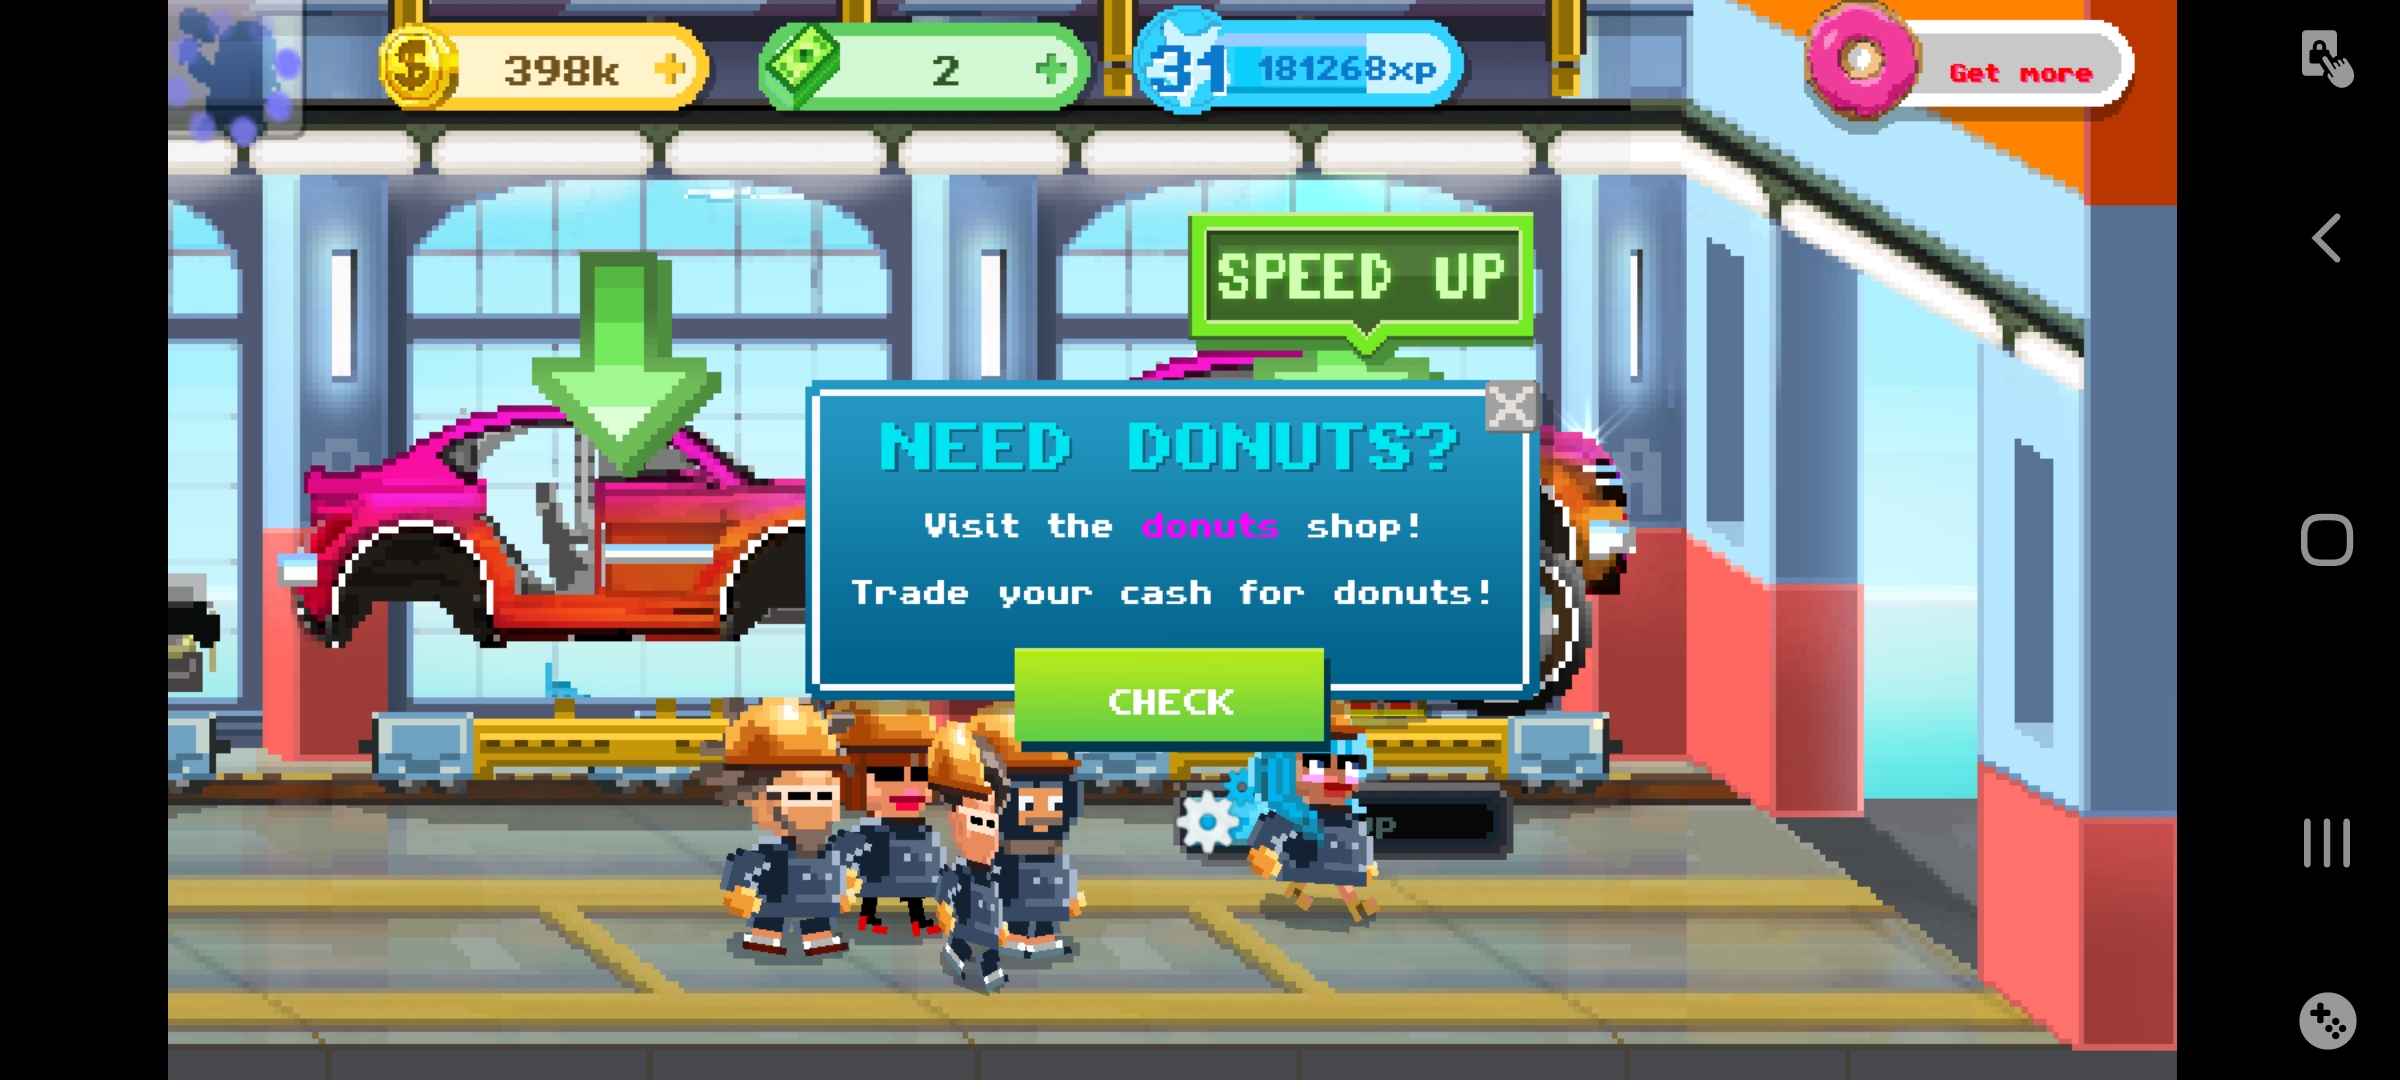 398k
2
31
181268xp
Get more
SPEED UP
NEED DONUTS?
Visit the donuts shop!
Trade your cash for donuts!
CHECK